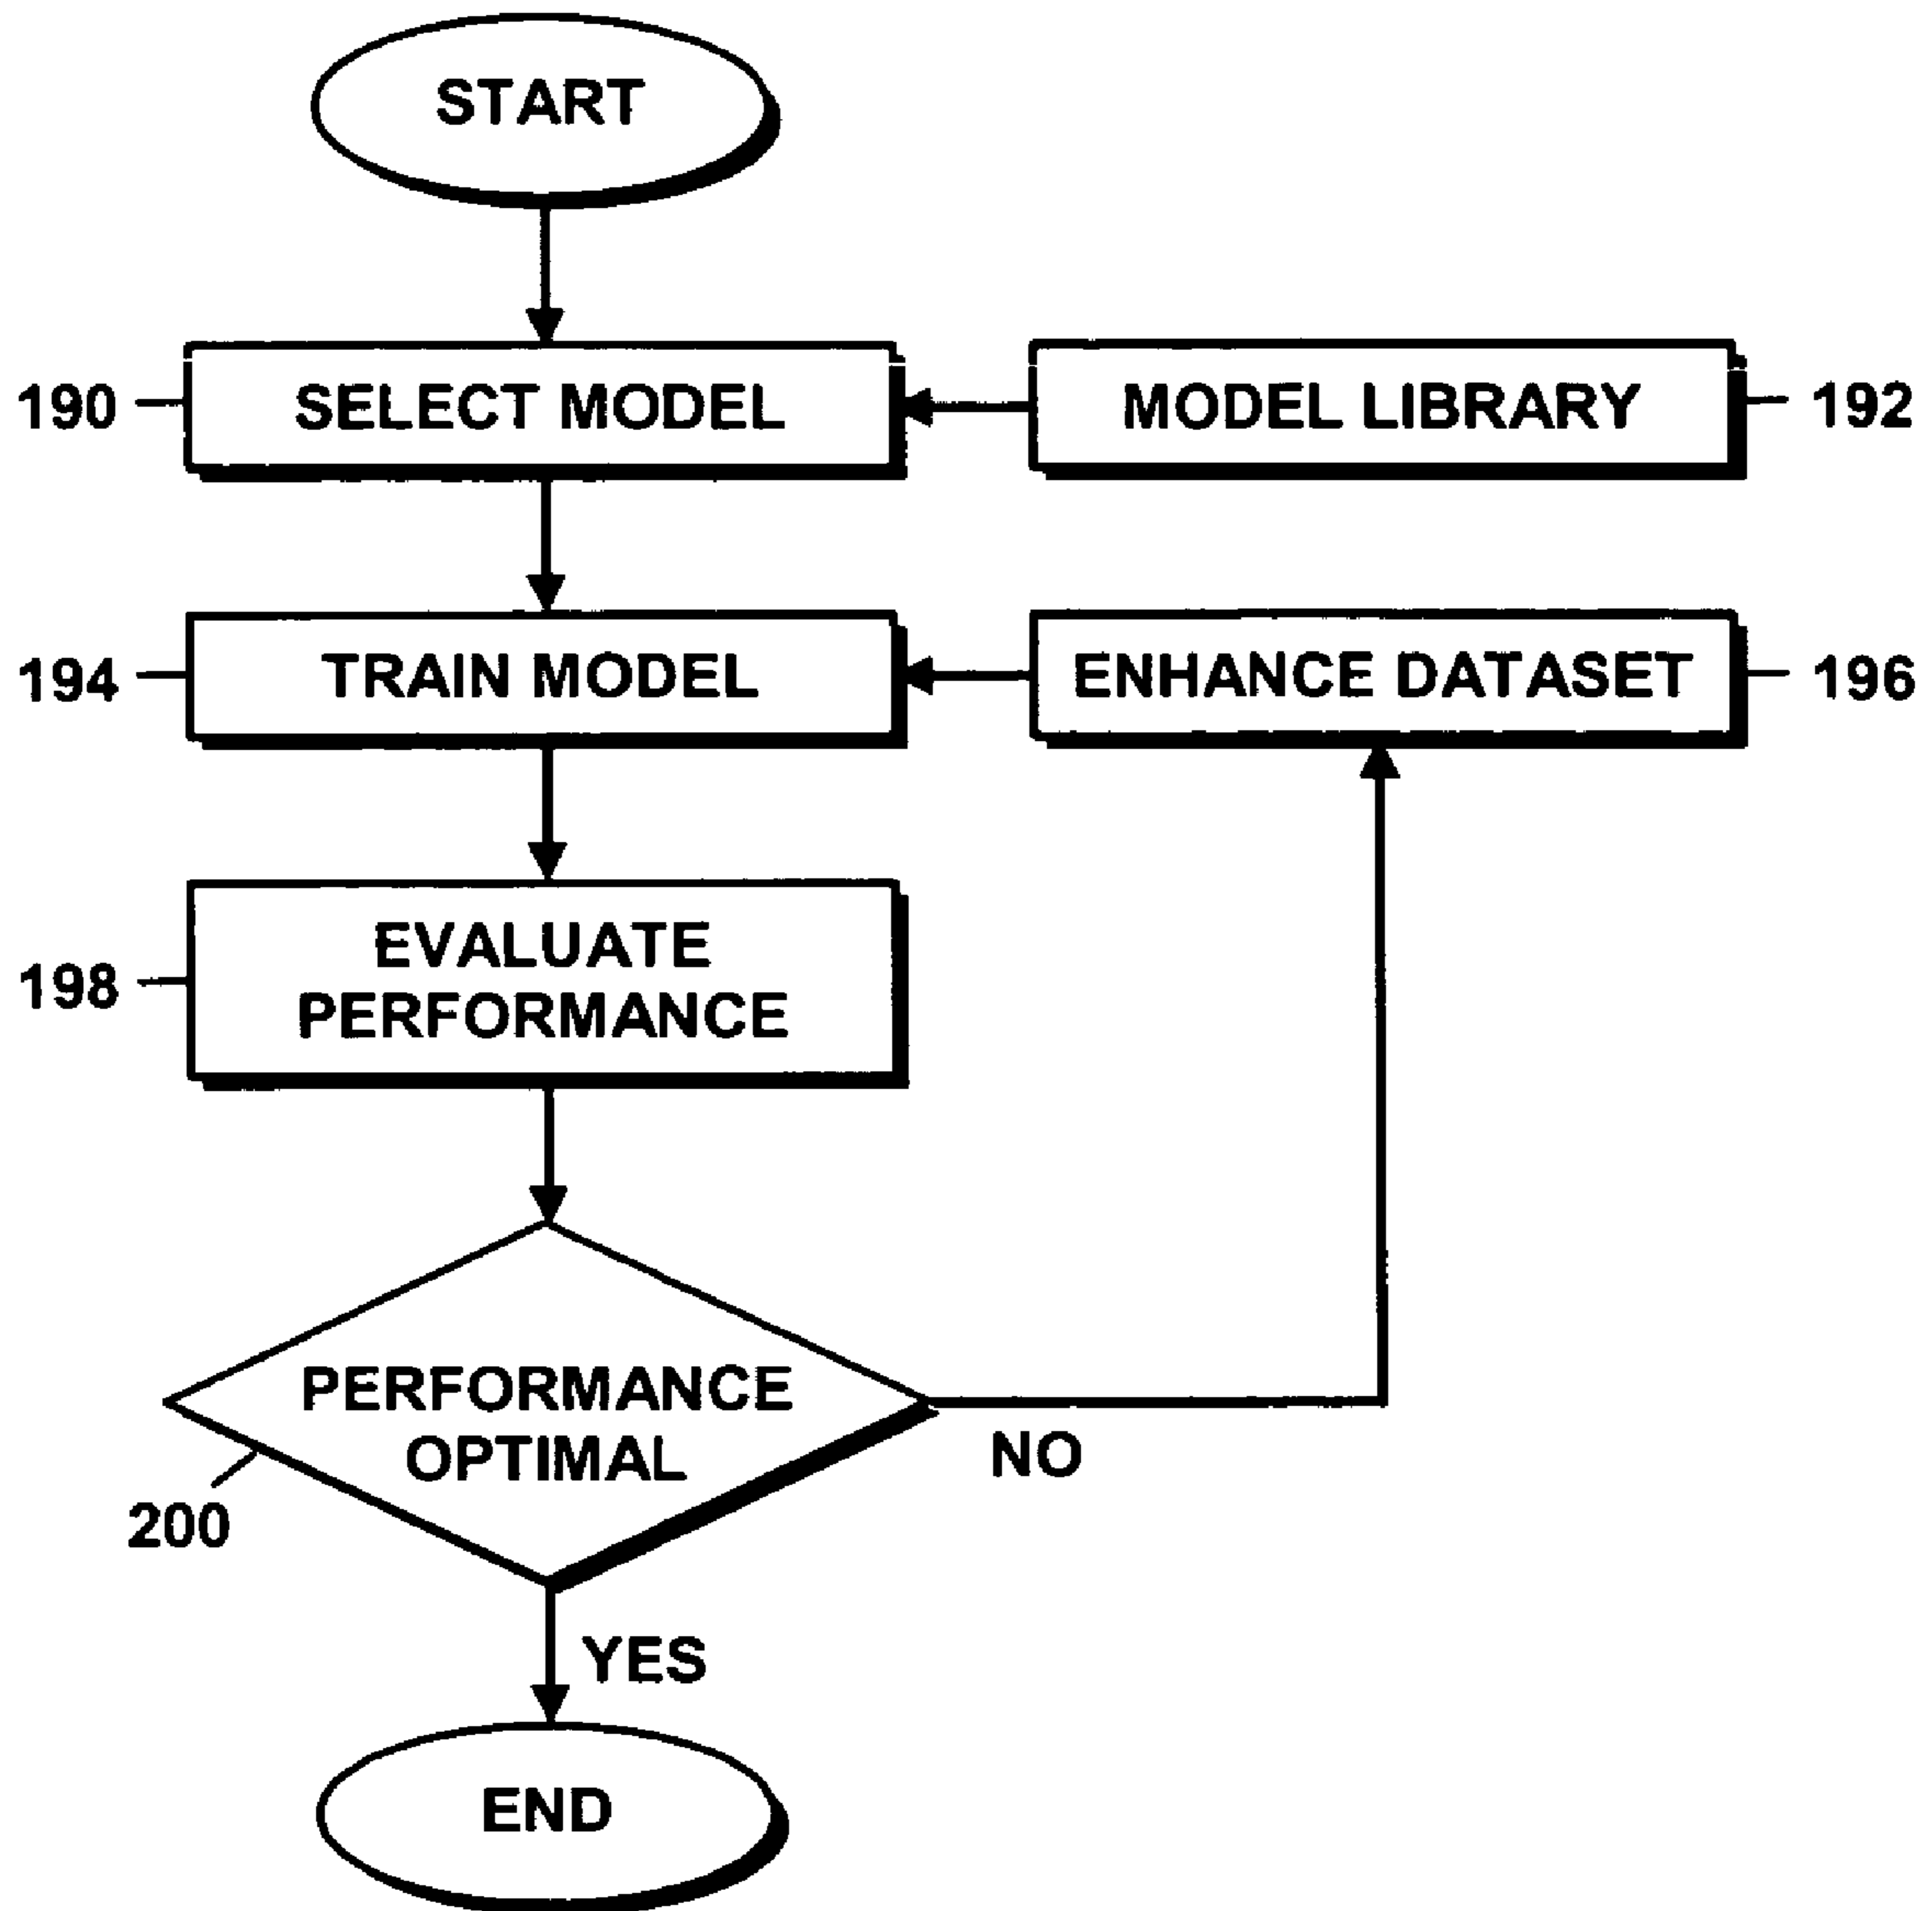 START
190
SELECT MODEL
MODEL LIBRARY
192
194
TRAIN MODEL
ENHANCE DATASET
196
198
EVALUATE
PERFORMANCE
PERFORMANCE
OPTIMAL
NO
200
YES
END